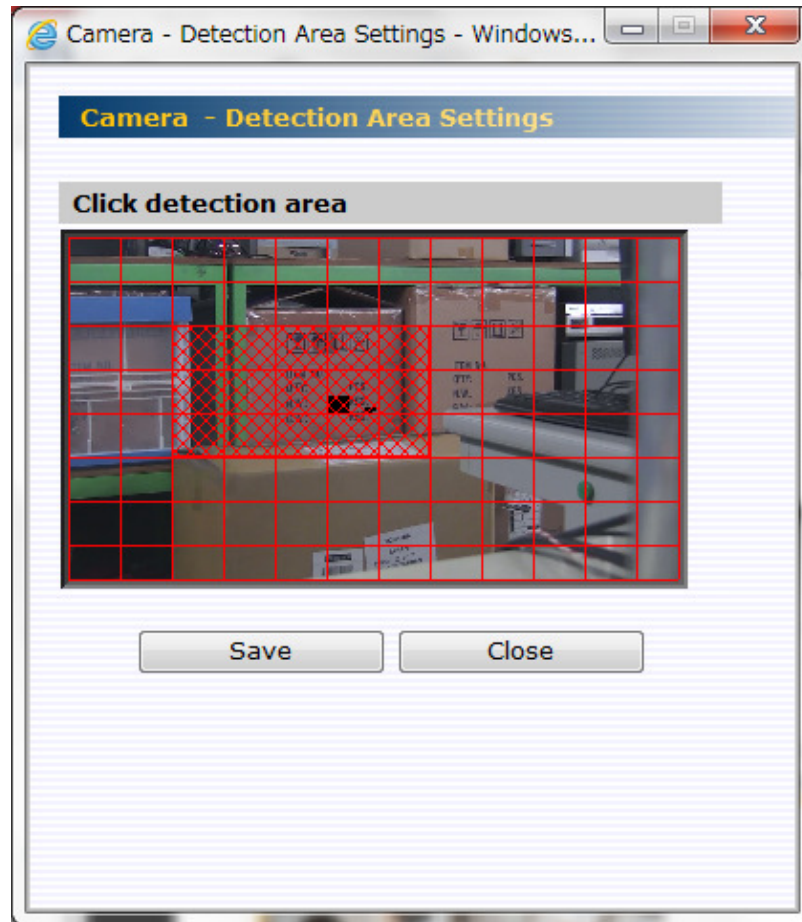 Camera - Detection Area Settings - Windows...
Camera - Detection Area Settings
Click detection area
Save
Close